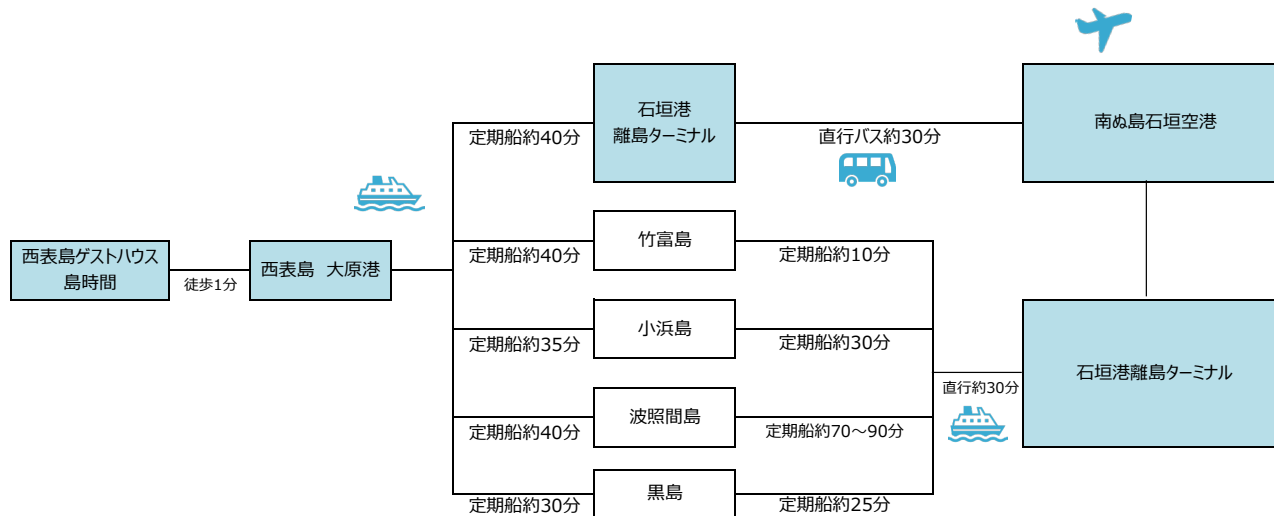 石垣港
離島ターミナル
南ぬ島石垣空港
定期船約40分
直行バス約30分
竹富島
西表島ゲストハウス
島時間
西表島　大原港
定期船約40分
定期船約10分
徒歩1分
小浜島
定期船約35分
定期船約30分
石垣港離島ターミナル
直行約30分
波照間島
定期船約40分
定期船約70～90分
黒島
定期船約30分
定期船約25分